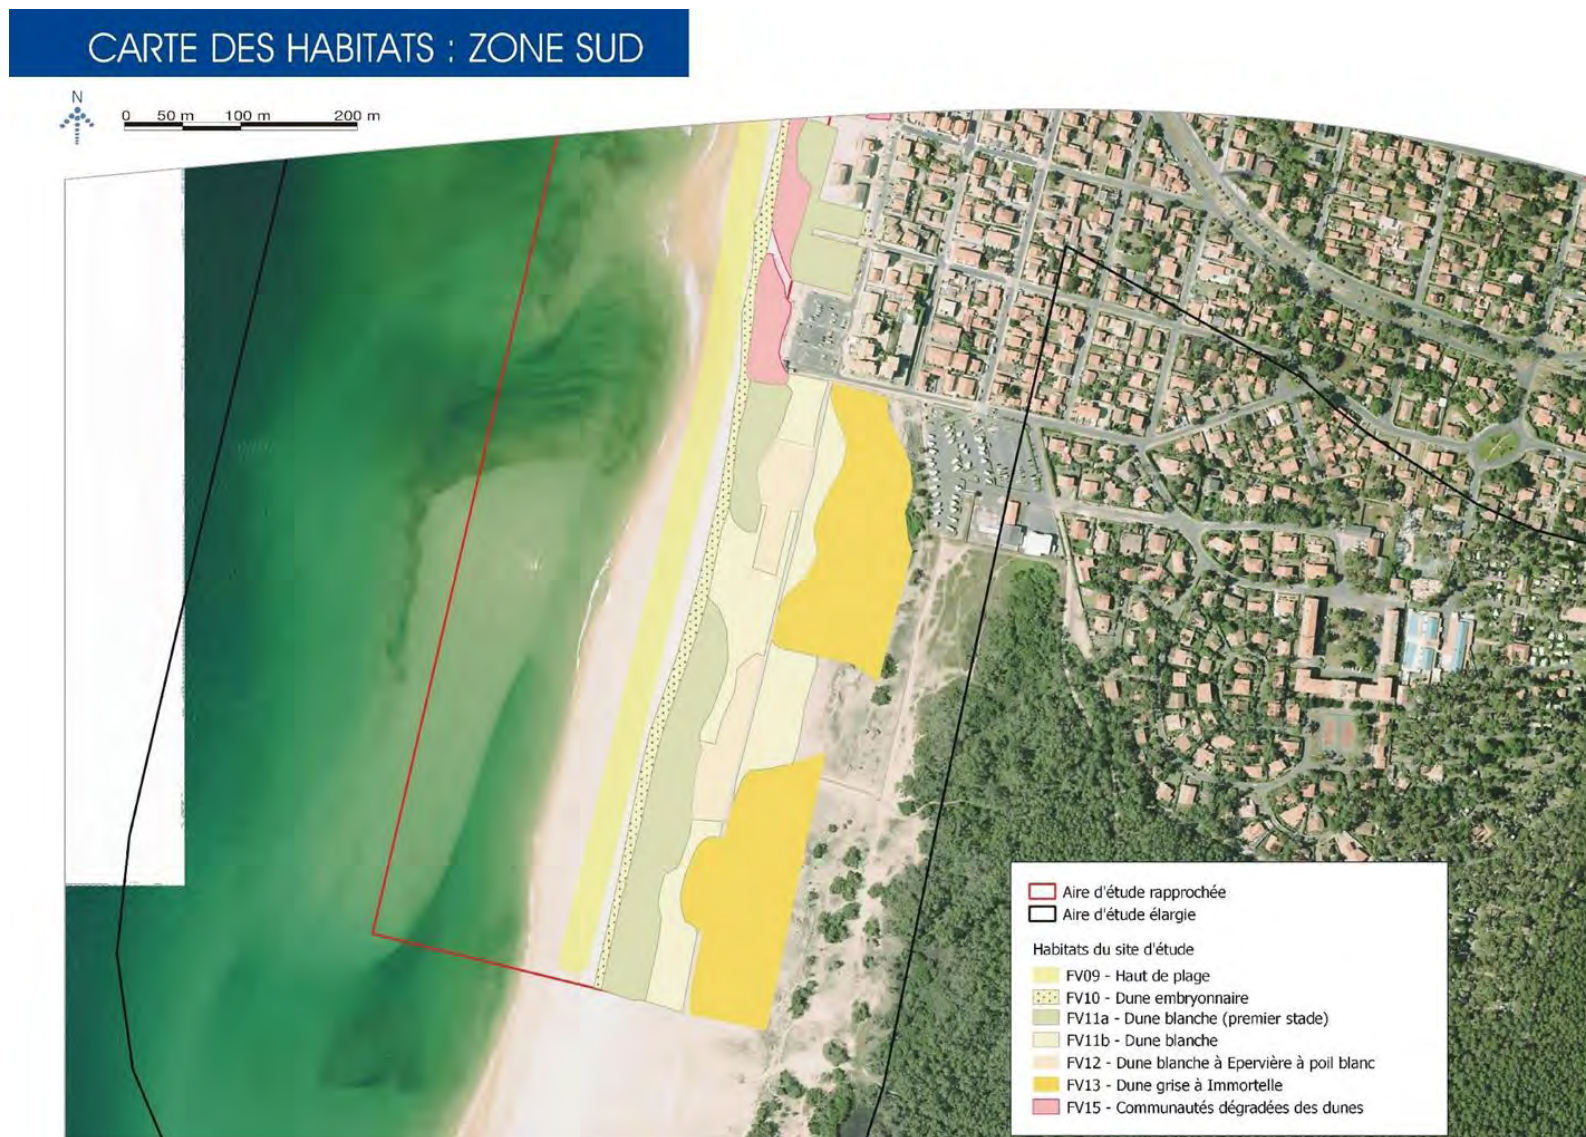 CARTE DES HABITATS : ZONE SUD
N
0 50 m 100 m 200 m
Aire d'étude rapprochée
Aire d'étude élargie
Habitats du site d'étude
FV09 - Haut de plage
FV10 - Dune embryonnaire
FV11a - Dune blanche (premier stade)
FV11b - Dune blanche
FV12 - Dune blanche à Epervière à poil blanc
FV13 - Dune grise à Immortelle
FV15 - Communautés dégradées des dunes